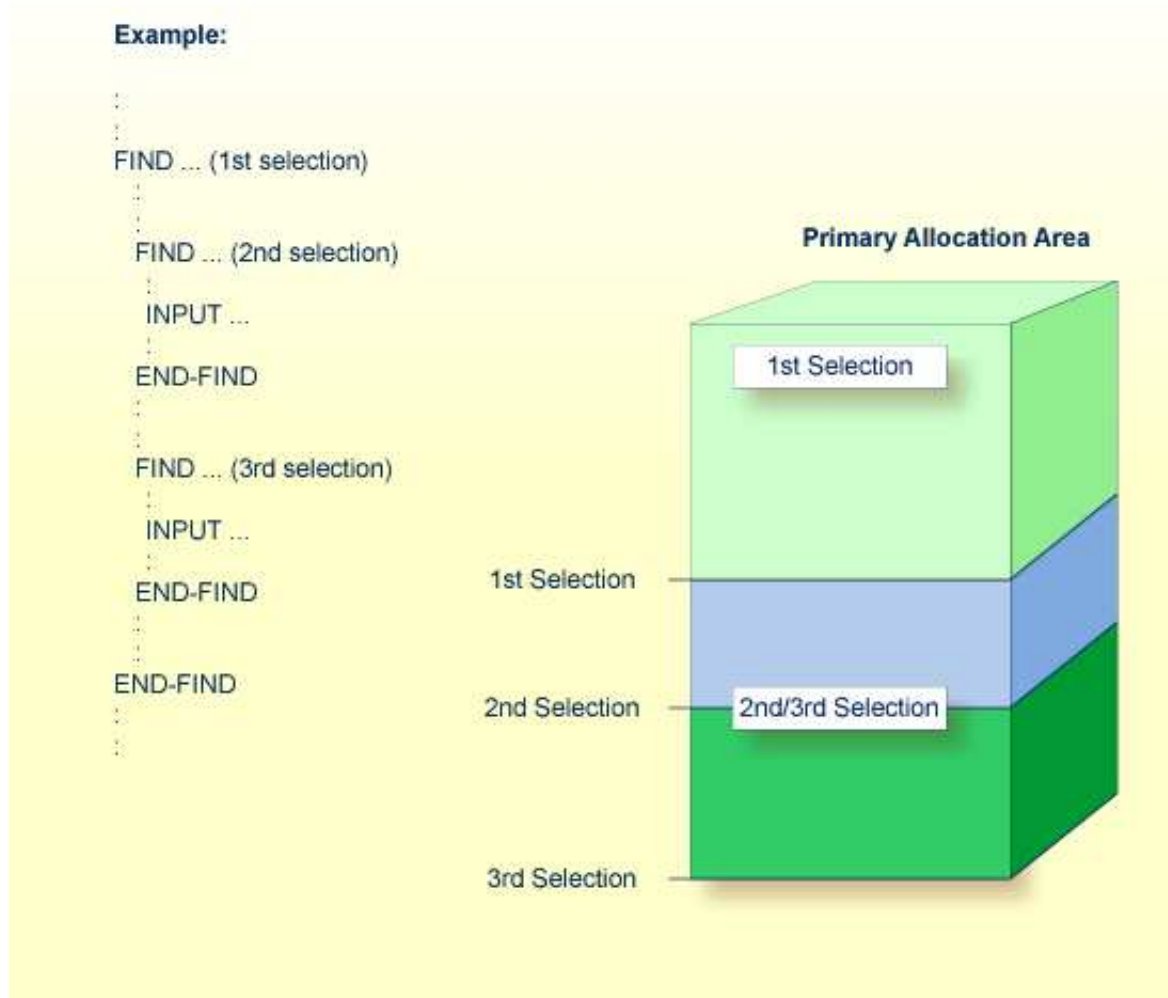 Example:
:
:
FIND ... (1st selection)
:
:
FIND ... (2nd selection)
:
INPUT ...
:
END-FIND
:
:
FIND ... (3rd selection)
:
INPUT ...
:
END-FIND
:
:
END-FIND
:
:
Primary Allocation Area
1st Selection
1st Selection
2nd Selection
2nd/3rd Selection
3rd Selection